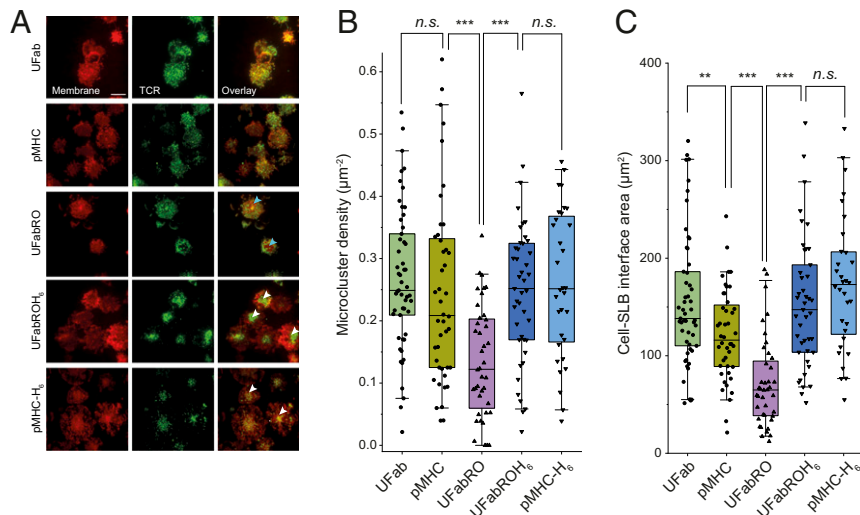 A
UFab
Membrane
TCR
Overlay
pMHC
UFabRO
UFabROH₆
pMHC-H₆
B
n.s. *** *** n.s.
Microcluster density (µm⁻²)
0.6
0.5
0.4
0.3
0.2
0.1
0.0
UFab
pMHC
UFabRO
UFabROH₆
pMHC-H₆
C
** *** *** n.s.
Cell-SLB interface area (µm²)
400
300
200
100
0
UFab
pMHC
UFabRO
UFabROH₆
pMHC-H₆